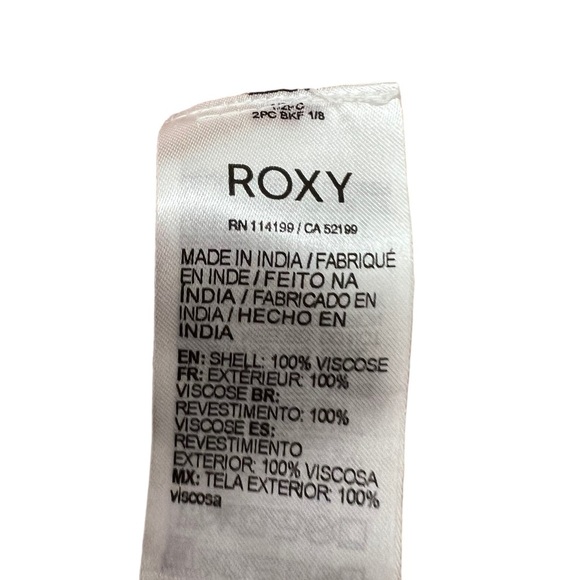 2PC BKF 1/8
ROXY
RN 114199 / CA 52199
MADE IN INDIA / FABRIQUÉ
EN INDE / FEITO NA
ÍNDIA / FABRICADO EN
INDIA / HECHO EN
INDIA
EN: SHELL: 100% VISCOSE
FR: EXTÉRIEUR: 100%
VISCOSE BR:
REVESTIMENTO: 100%
VISCOSE ES:
REVESTIMIENTO
EXTERIOR: 100% VISCOSA
MX: TELA EXTERIOR: 100%
viscosa